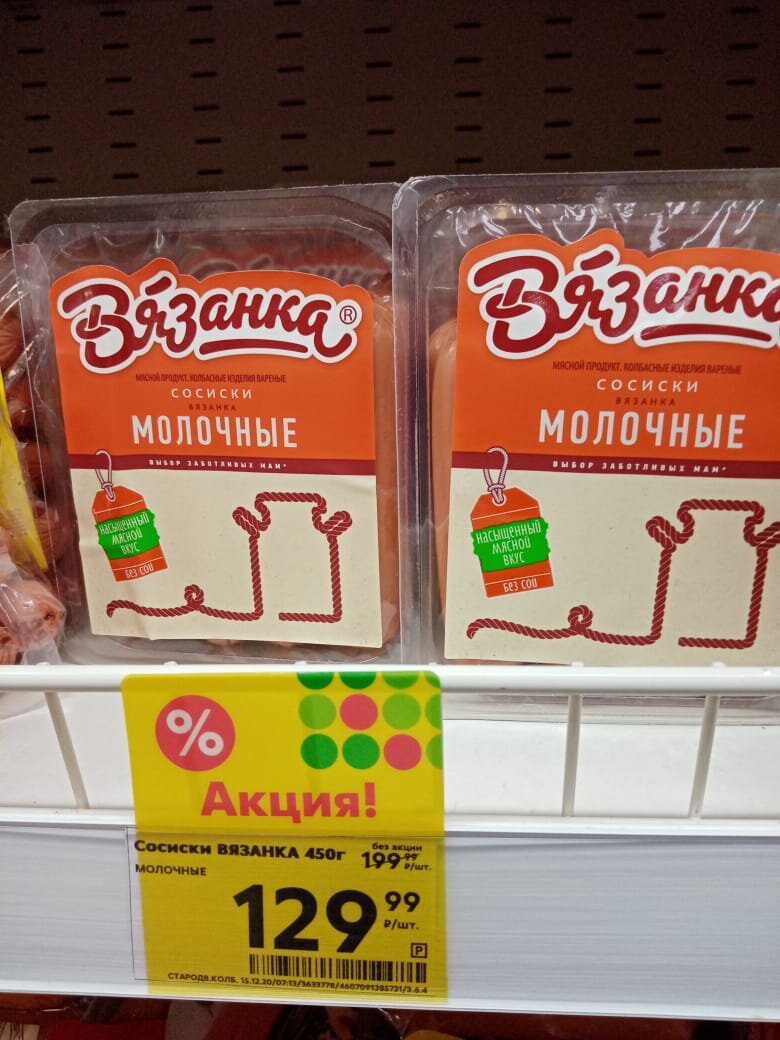 Вязанка®
МЯСНОЙ ПРОДУКТ. КОЛБАСНЫЕ ИЗДЕЛИЯ ВАРЕНЫЕ
СОСИСКИ
ВЯЗАНКА
МОЛОЧНЫЕ
ВЫБОР ЗАБОТЛИВЫХ МАМ*
НАСЫЩЕННЫЙ
МЯСНОЙ
ВКУС
БЕЗ СОИ
Вязанка
МЯСНОЙ ПРОДУКТ. КОЛБАСНЫЕ ИЗДЕЛИЯ ВАРЕНЫЕ
СОСИСКИ
ВЯЗАНКА
МОЛОЧНЫЕ
ВЫБОР ЗАБОТЛИВЫХ МАМ*
НАСЫЩЕННЫЙ
МЯСНОЙ
ВКУС
БЕЗ СОИ
%
Акция!
Сосиски ВЯЗАНКА 450г
МОЛОЧНЫЕ
без акции
199 99 ₽/шт.
129 99 ₽/шт.
P
СТАРОДВ.КОЛБ. 15.12.20/07:13/3633778/4607091385731/3.6.4